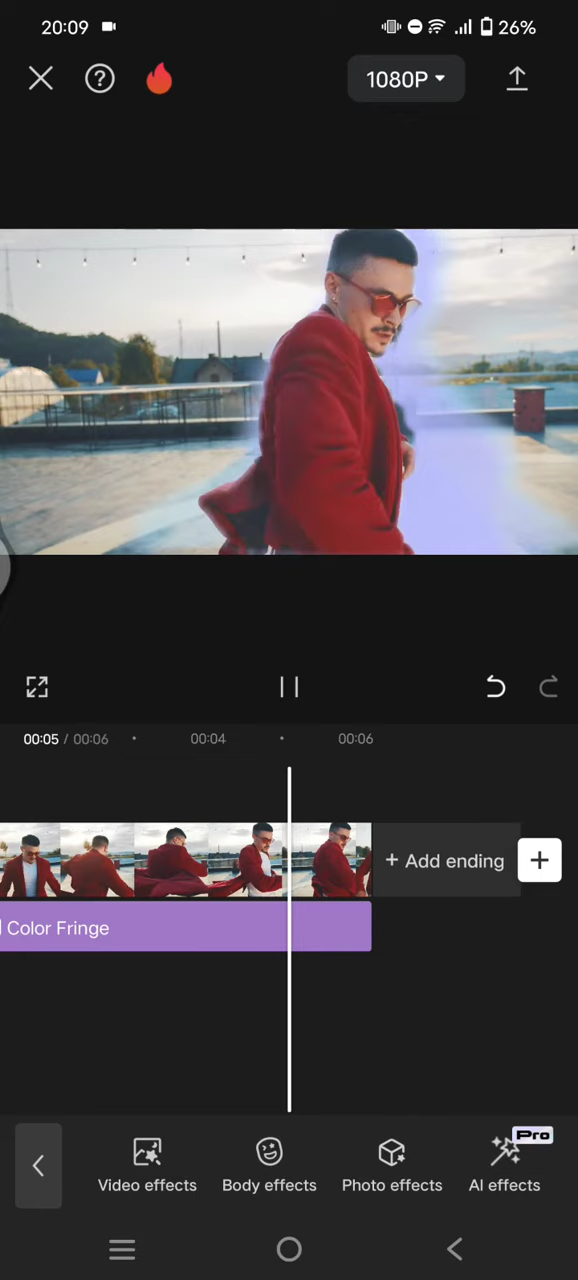 20:09 26%
1080P
00:05 / 00:06 00:04 00:06
+ Add ending
Color Fringe
Pro
Video effects Body effects Photo effects AI effects